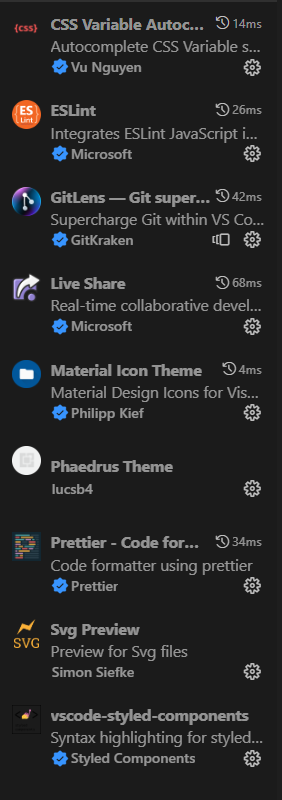 {css}
CSS Variable Autoc... 14ms
Autocomplete CSS Variable s...
Vu Nguyen
ES
Lint
ESLint 26ms
Integrates ESLint JavaScript i...
Microsoft
GitLens — Git super... 42ms
Supercharge Git within VS Co...
GitKraken
Live Share 68ms
Real-time collaborative devel...
Microsoft
Material Icon Theme 4ms
Material Design Icons for Vis...
Philipp Kief
Phaedrus Theme
lucsb4
Prettier - Code for... 34ms
Code formatter using prettier
Prettier
SVG
Svg Preview
Preview for Svg files
Simon Siefke
vscode-styled-components
Syntax highlighting for styled...
Styled Components